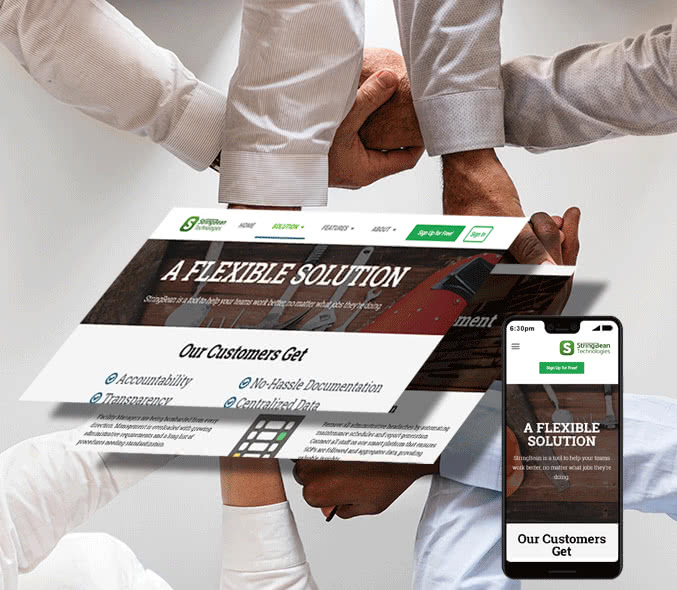 StringBean
Technologies
HOME SOLUTION FEATURES ABOUT Sign Up for Free! Sign In
A FLEXIBLE SOLUTION
StringBean is a tool to help your teams work better, no matter what jobs they're doing.
Our Customers Get
Accountability
No-Hassle Documentation
Transparency
Centralized Data
Facility Managers are being bombarded from every
direction. Management is overloaded with growing
administrative requirements and a long list of
procedures needing standardization.
Remove all administrative headaches by automating
maintenance schedules and report generation.
Connect all staff on one smart platform that ensures
SOPs are followed and aggregates data, providing
valuable insights.
6:30pm
StringBean
Technologies
Sign Up for Free!
A FLEXIBLE
SOLUTION
StringBean is a tool to help your teams
work better, no matter what jobs they're
doing.
Our Customers
Get